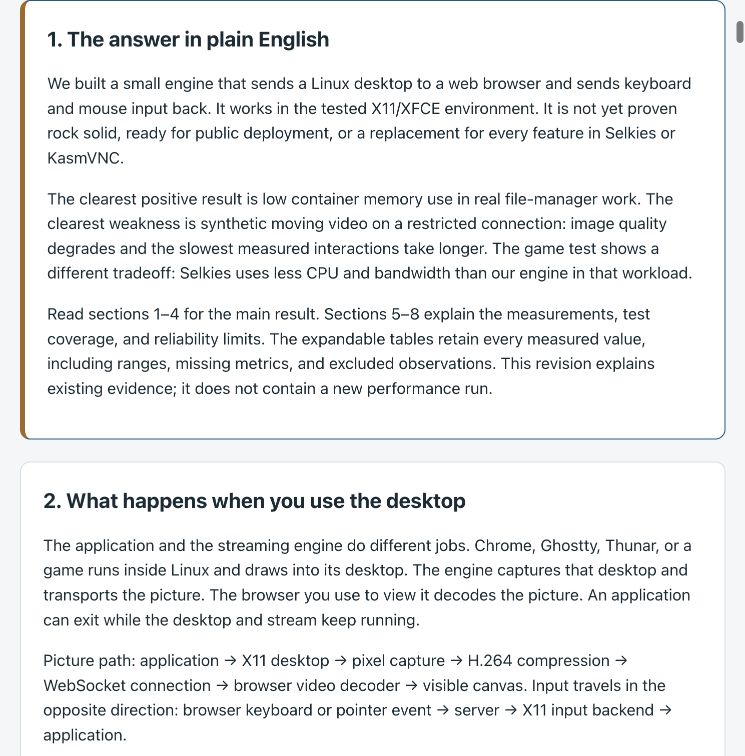 1. The answer in plain English
We built a small engine that sends a Linux desktop to a web browser and sends keyboard
and mouse input back. It works in the tested X11/XFCE environment. It is not yet proven
rock solid, ready for public deployment, or a replacement for every feature in Selkies or
KasmVNC.
The clearest positive result is low container memory use in real file-manager work. The
clearest weakness is synthetic moving video on a restricted connection: image quality
degrades and the slowest measured interactions take longer. The game test shows a
different tradeoff: Selkies uses less CPU and bandwidth than our engine in that workload.
Read sections 1–4 for the main result. Sections 5–8 explain the measurements, test
coverage, and reliability limits. The expandable tables retain every measured value,
including ranges, missing metrics, and excluded observations. This revision explains
existing evidence; it does not contain a new performance run.
2. What happens when you use the desktop
The application and the streaming engine do different jobs. Chrome, Ghostty, Thunar, or a
game runs inside Linux and draws into its desktop. The engine captures that desktop and
transports the picture. The browser you use to view it decodes the picture. An application
can exit while the desktop and stream keep running.
Picture path: application → X11 desktop → pixel capture → H.264 compression →
WebSocket connection → browser video decoder → visible canvas. Input travels in the
opposite direction: browser keyboard or pointer event → server → X11 input backend →
application.